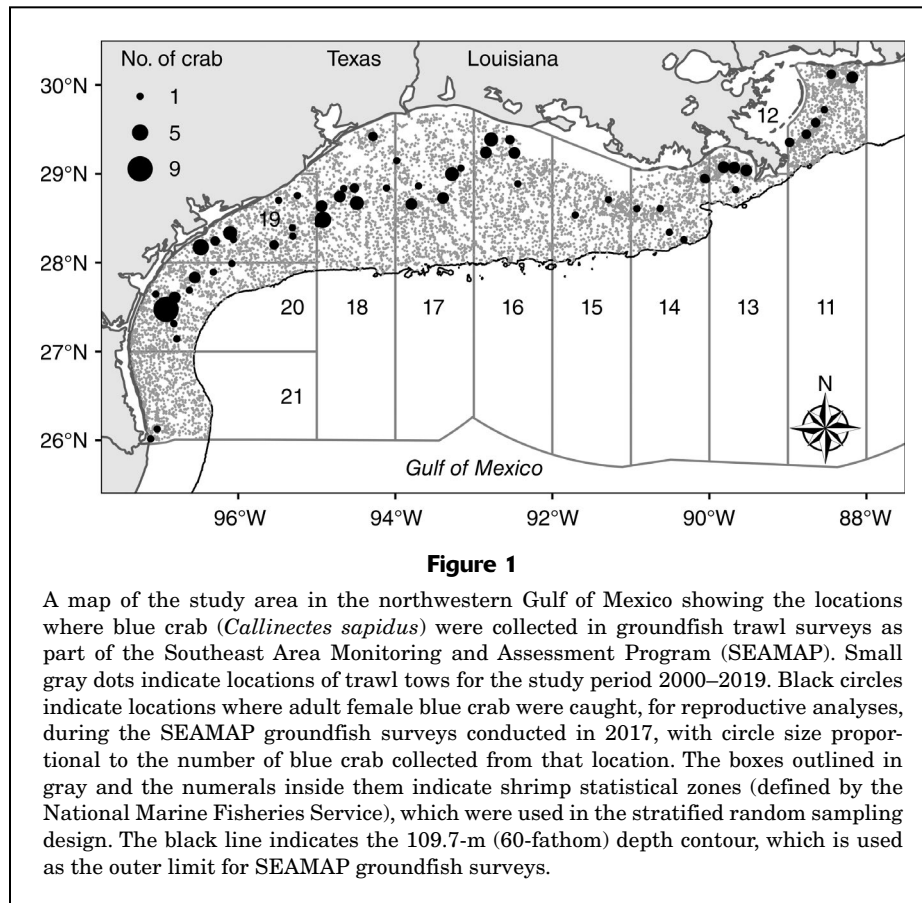 No. of crab
Texas
Louisiana
1
5
9
30°N
29°N
28°N
27°N
26°N
12
19
20
18
17
16
15
14
13
11
21
N
Gulf of Mexico
96°W
94°W
92°W
90°W
88°W
Figure 1
A map of the study area in the northwestern Gulf of Mexico showing the locations
where blue crab (Callinectes sapidus) were collected in groundfish trawl surveys as
part of the Southeast Area Monitoring and Assessment Program (SEAMAP). Small
gray dots indicate locations of trawl tows for the study period 2000–2019. Black circles
indicate locations where adult female blue crab were caught, for reproductive analyses,
during the SEAMAP groundfish surveys conducted in 2017, with circle size propor-
tional to the number of blue crab collected from that location. The boxes outlined in
gray and the numerals inside them indicate shrimp statistical zones (defined by the
National Marine Fisheries Service), which were used in the stratified random sampling
design. The black line indicates the 109.7-m (60-fathom) depth contour, which is used
as the outer limit for SEAMAP groundfish surveys.